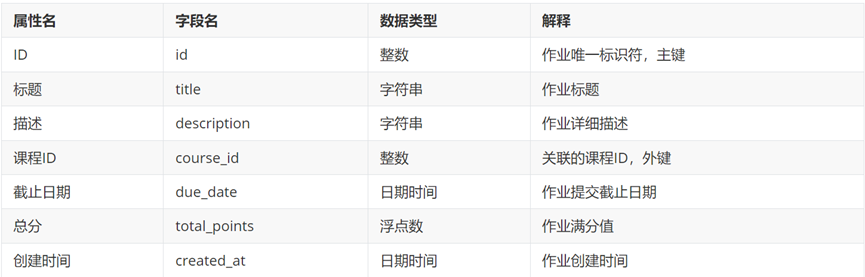 属性名 字段名 数据类型 解释
ID id 整数 作业唯一标识符，主键
标题 title 字符串 作业标题
描述 description 字符串 作业详细描述
课程ID course_id 整数 关联的课程ID，外键
截止日期 due_date 日期时间 作业提交截止日期
总分 total_points 浮点数 作业满分值
创建时间 created_at 日期时间 作业创建时间